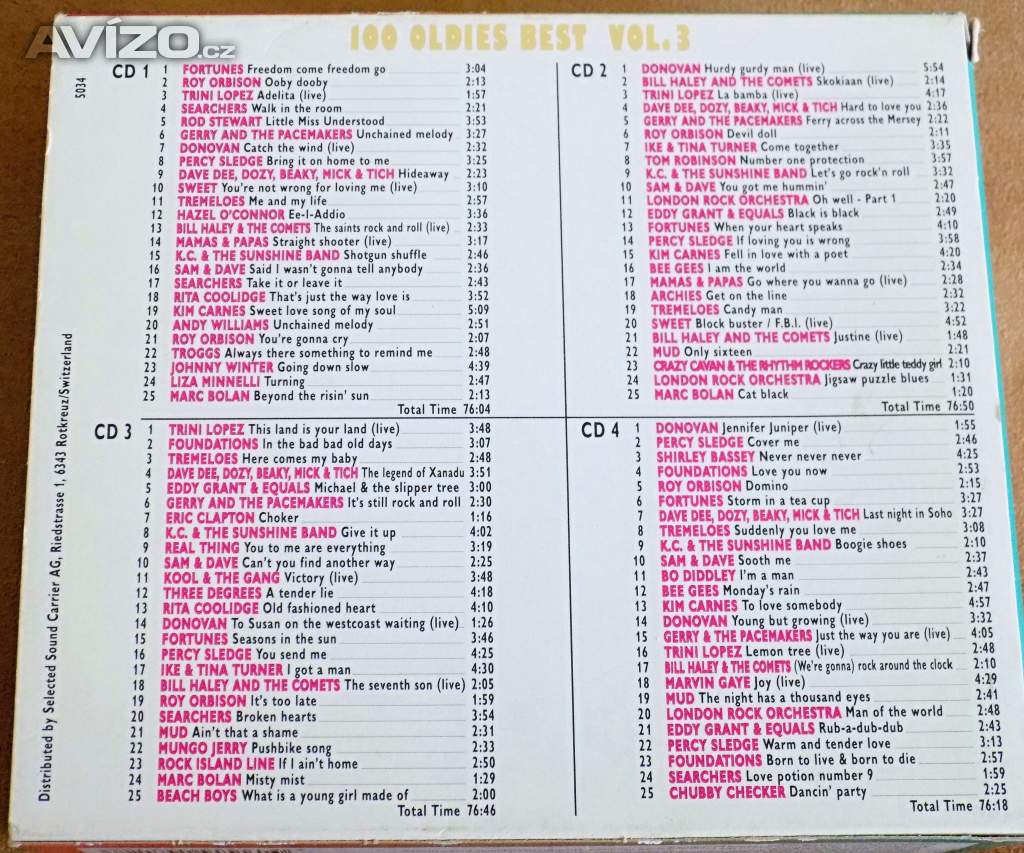 AVÍZO.cz
100 OLDIES BEST VOL.3
5034
Distributed by Selected Sound Carrier AG, Riedstrasse 1, 6343 Rotkreuz/Switzerland
CD 1
1 FORTUNES Freedom come freedom go 3:04
2 ROY ORBISON Ooby dooby 2:13
3 TRINI LOPEZ Adelita (live) 1:57
4 SEARCHERS Walk in the room 2:21
5 ROD STEWART Little Miss Understood 3:53
6 GERRY AND THE PACEMAKERS Unchained melody 3:27
7 DONOVAN Catch the wind (live) 2:32
8 PERCY SLEDGE Bring it on home to me 3:25
9 DAVE DEE, DOZY, BEAKY, MICK & TICH Hideaway 2:23
10 SWEET You're not wrong for loving me (live) 3:10
11 TREMELOES Me and my life 2:57
12 HAZEL O'CONNOR Ee-I-Addio 3:36
13 BILL HALEY & THE COMETS The saints rock and roll (live) 2:33
14 MAMAS & PAPAS Straight shooter (live) 3:17
15 K.C. & THE SUNSHINE BAND Shotgun shuffle 2:46
16 SAM & DAVE Said I wasn't gonna tell anybody 2:36
17 SEARCHERS Take it or leave it 2:43
18 RITA COOLIDGE That's just the way love is 3:52
19 KIM CARNES Sweet love song of my soul 5:09
20 ANDY WILLIAMS Unchained melody 2:51
21 ROY ORBISON You're gonna cry 2:07
22 TROGGS Always there something to remind me 2:48
23 JOHNNY WINTER Going down slow 4:39
24 LIZA MINNELLI Turning 2:47
25 MARC BOLAN Beyond the risin' sun 2:13
Total Time 76:04
CD 2
1 DONOVAN Hurdy gurdy man (live) 5:54
2 BILL HALEY AND THE COMETS Skokiaan (live) 2:14
3 TRINI LOPEZ La bamba (live) 4:17
4 DAVE DEE, DOZY, BEAKY, MICK & TICH Hard to love you 2:36
5 GERRY AND THE PACEMAKERS Ferry across the Mersey 2:22
6 ROY ORBISON Devil doll 2:11
7 IKE & TINA TURNER Come together 3:35
8 TOM ROBINSON Number one protection 3:57
9 K.C. & THE SUNSHINE BAND Let's go rock'n roll 3:32
10 SAM & DAVE You got me hummin' 2:47
11 LONDON ROCK ORCHESTRA Oh well - Part 1 2:20
12 EDDY GRANT & EQUALS Black is black 2:49
13 FORTUNES When your heart speaks 4:10
14 PERCY SLEDGE If loving you is wrong 3:58
15 KIM CARNES Fell in love with a poet 4:20
16 BEE GEES I am the world 2:34
17 MAMAS & PAPAS Go where you wanna go (live) 2:28
18 ARCHIES Get on the line 2:32
19 TREMELOES Candy man 3:22
20 SWEET Block buster / F.B.I. (live) 4:52
21 BILL HALEY AND THE COMETS Justine (live) 1:48
22 MUD Only sixteen 2:21
23 CRAZY CAVAN & THE RHYTHM ROCKERS Crazy little teddy girl 2:10
24 LONDON ROCK ORCHESTRA Jigsaw puzzle blues 1:31
25 MARC BOLAN Cat black 1:20
Total Time 76:50
CD 3
1 TRINI LOPEZ This land is your land (live) 3:48
2 FOUNDATIONS In the bad bad old days 3:07
3 TREMELOES Here comes my baby 2:48
4 DAVE DEE, DOZY, BEAKY, MICK & TICH The legend of Xanadu 3:51
5 EDDY GRANT & EQUALS Michael & the slipper tree 3:00
6 GERRY AND THE PACEMAKERS It's still rock and roll 2:30
7 ERIC CLAPTON Choker 1:16
8 K.C. & THE SUNSHINE BAND Give it up 4:02
9 REAL THING You to me are everything 3:19
10 SAM & DAVE Can't you find another way 2:25
11 KOOL & THE GANG Victory (live) 3:48
12 THREE DEGREES A tender lie 4:18
13 RITA COOLIDGE Old fashioned heart 4:10
14 DONOVAN To Susan on the westcoast waiting (live) 1:26
15 FORTUNES Seasons in the sun 3:46
16 PERCY SLEDGE You send me 4:25
17 IKE & TINA TURNER I got a man 4:30
18 BILL HALEY AND THE COMETS The seventh son (live) 2:05
19 ROY ORBISON It's too late 1:59
20 SEARCHERS Broken hearts 3:54
21 MUD Ain't that a shame 2:31
22 MUNGO JERRY Pushbike song 2:33
23 ROCK ISLAND LINE If I ain't home 2:50
24 MARC BOLAN Misty mist 1:29
25 BEACH BOYS What is a young girl made of 2:00
Total Time 76:46
CD 4
1 DONOVAN Jennifer Juniper (live) 1:55
2 PERCY SLEDGE Cover me 2:46
3 SHIRLEY BASSEY Never never never 4:25
4 FOUNDATIONS Love you now 2:53
5 ROY ORBISON Domino 2:15
6 FORTUNES Storm in a tea cup 3:27
7 DAVE DEE, DOZY, BEAKY, MICK & TICH Last night in Soho 3:27
8 TREMELOES Suddenly you love me 3:08
9 K.C. & THE SUNSHINE BAND Boogie shoes 2:10
10 SAM & DAVE Sooth me 2:37
11 BO DIDDLEY I'm a man 2:43
12 BEE GEES Monday's rain 2:47
13 KIM CARNES To love somebody 4:57
14 DONOVAN Young but growing (live) 3:32
15 GERRY & THE PACEMAKERS Just the way you are (live) 4:05
16 TRINI LOPEZ Lemon tree (live) 2:48
17 BILL HALEY & THE COMETS (We're gonna) rock around the clock 2:10
18 MARVIN GAYE Joy (live) 4:29
19 MUD The night has a thousand eyes 2:41
20 LONDON ROCK ORCHESTRA Man of the world 2:48
21 EDDY GRANT & EQUALS Rub-a-dub-dub 2:43
22 PERCY SLEDGE Warm and tender love 3:13
23 FOUNDATIONS Born to live & born to die 2:57
24 SEARCHERS Love potion number 9 1:59
25 CHUBBY CHECKER Dancin' party 2:25
Total Time 76:18